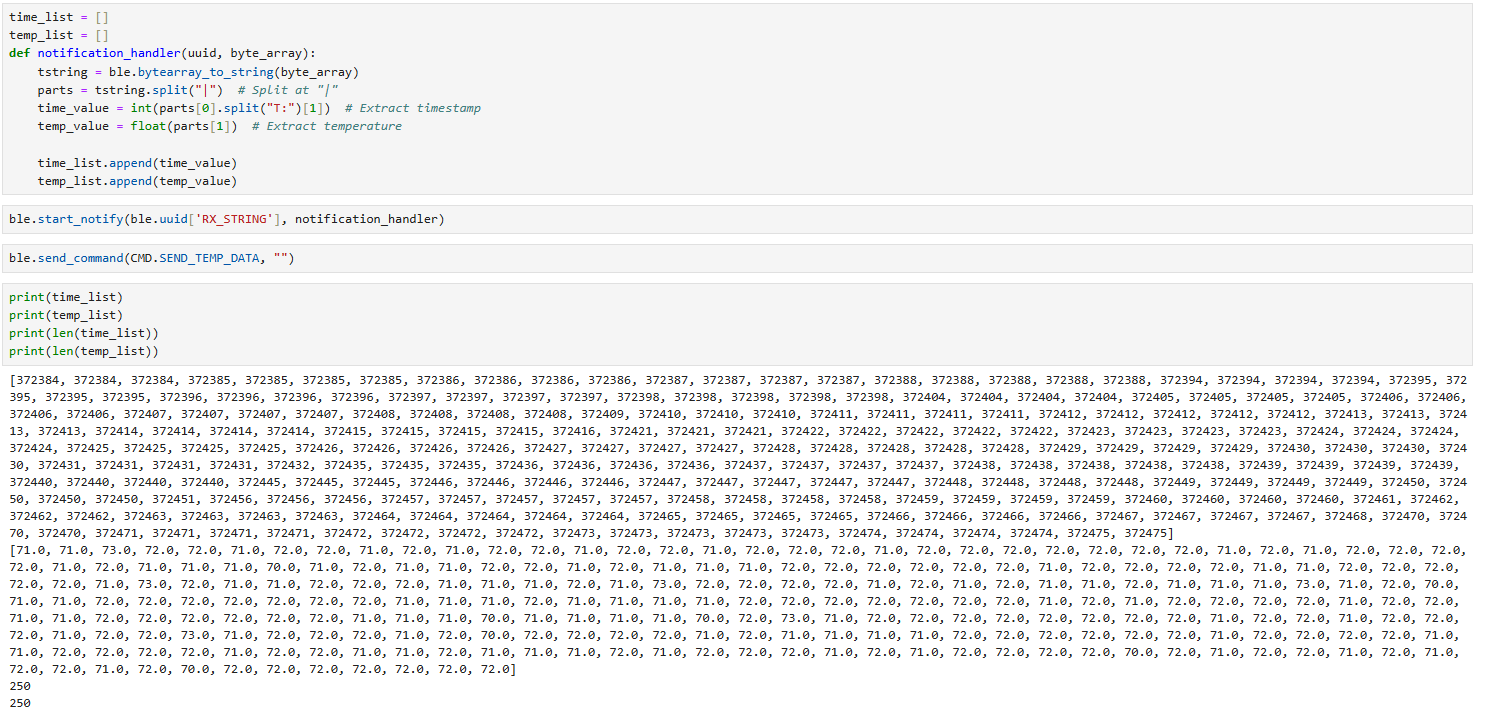 time_list = []
temp_list = []
def notification_handler(uuid, byte_array):
    tstring = ble.bytearray_to_string(byte_array)
    parts = tstring.split("|")  # Split at "|"
    time_value = int(parts[0].split("T:")[1])  # Extract timestamp
    temp_value = float(parts[1])  # Extract temperature

    time_list.append(time_value)
    temp_list.append(temp_value)
ble.start_notify(ble.uuid['RX_STRING'], notification_handler)
ble.send_command(CMD.SEND_TEMP_DATA, "")
print(time_list)
print(temp_list)
print(len(time_list))
print(len(temp_list))
[372384, 372384, 372384, 372385, 372385, 372385, 372385, 372386, 372386, 372386, 372386, 372387, 372387, 372387, 372387, 372388, 372388, 372388, 372388, 372388, 372394, 372394, 372394, 372394, 372395, 372
395, 372395, 372395, 372396, 372396, 372396, 372396, 372397, 372397, 372397, 372397, 372398, 372398, 372398, 372398, 372398, 372404, 372404, 372404, 372404, 372405, 372405, 372405, 372405, 372406, 372406,
372406, 372406, 372407, 372407, 372407, 372407, 372408, 372408, 372408, 372408, 372409, 372410, 372410, 372410, 372411, 372411, 372411, 372411, 372412, 372412, 372412, 372412, 372412, 372413, 372413, 3724
13, 372413, 372414, 372414, 372414, 372414, 372415, 372415, 372415, 372415, 372416, 372421, 372421, 372421, 372422, 372422, 372422, 372422, 372423, 372423, 372423, 372423, 372423, 372424, 372424, 372424,
372424, 372425, 372425, 372425, 372425, 372426, 372426, 372426, 372426, 372427, 372427, 372427, 372427, 372428, 372428, 372428, 372428, 372428, 372429, 372429, 372429, 372429, 372429, 372430, 372430, 3724
30, 372431, 372431, 372431, 372431, 372432, 372435, 372435, 372435, 372436, 372436, 372436, 372436, 372437, 372437, 372437, 372437, 372438, 372438, 372438, 372438, 372438, 372439, 372439, 372439, 372439,
372440, 372440, 372440, 372440, 372445, 372445, 372445, 372446, 372446, 372446, 372446, 372447, 372447, 372447, 372447, 372447, 372448, 372448, 372448, 372448, 372449, 372449, 372449, 372449, 372450, 3724
50, 372450, 372450, 372451, 372456, 372456, 372456, 372457, 372457, 372457, 372457, 372457, 372458, 372458, 372458, 372458, 372459, 372459, 372459, 372459, 372460, 372460, 372460, 372460, 372461, 372462,
372462, 372462, 372463, 372463, 372463, 372463, 372464, 372464, 372464, 372464, 372464, 372465, 372465, 372465, 372465, 372466, 372466, 372466, 372466, 372467, 372467, 372467, 372467, 372468, 372470, 3724
70, 372470, 372471, 372471, 372471, 372471, 372472, 372472, 372472, 372472, 372473, 372473, 372473, 372473, 372473, 372474, 372474, 372474, 372474, 372475, 372475]
[71.0, 71.0, 73.0, 72.0, 72.0, 71.0, 72.0, 72.0, 71.0, 72.0, 71.0, 72.0, 72.0, 71.0, 72.0, 72.0, 71.0, 72.0, 72.0, 72.0, 71.0, 72.0, 72.0, 72.0, 72.0, 72.0, 72.0, 72.0, 71.0, 72.0, 71.0, 72.0, 72.0, 72.0,
72.0, 71.0, 72.0, 71.0, 71.0, 71.0, 70.0, 71.0, 72.0, 71.0, 71.0, 72.0, 72.0, 71.0, 72.0, 71.0, 71.0, 71.0, 72.0, 72.0, 72.0, 72.0, 71.0, 72.0, 72.0, 72.0, 72.0, 71.0, 71.0, 72.0, 71.0, 72.0, 72.0, 72.0,
72.0, 72.0, 71.0, 73.0, 72.0, 71.0, 71.0, 72.0, 72.0, 72.0, 71.0, 71.0, 71.0, 72.0, 71.0, 73.0, 72.0, 72.0, 72.0, 72.0, 71.0, 72.0, 71.0, 72.0, 71.0, 71.0, 72.0, 71.0, 71.0, 71.0, 73.0, 71.0, 72.0, 70.0,
71.0, 71.0, 72.0, 72.0, 72.0, 72.0, 72.0, 72.0, 72.0, 71.0, 71.0, 71.0, 72.0, 71.0, 71.0, 71.0, 71.0, 72.0, 72.0, 72.0, 72.0, 72.0, 72.0, 72.0, 71.0, 72.0, 71.0, 72.0, 72.0, 72.0, 72.0, 71.0, 72.0, 72.0,
71.0, 71.0, 72.0, 72.0, 72.0, 72.0, 72.0, 72.0, 71.0, 71.0, 71.0, 70.0, 71.0, 71.0, 71.0, 71.0, 70.0, 72.0, 73.0, 71.0, 72.0, 72.0, 72.0, 72.0, 72.0, 72.0, 72.0, 72.0, 71.0, 72.0, 72.0, 71.0, 72.0, 72.0,
72.0, 71.0, 72.0, 72.0, 73.0, 71.0, 72.0, 72.0, 72.0, 71.0, 72.0, 70.0, 72.0, 72.0, 72.0, 72.0, 71.0, 72.0, 71.0, 71.0, 71.0, 71.0, 72.0, 72.0, 72.0, 72.0, 72.0, 72.0, 71.0, 72.0, 72.0, 72.0, 72.0, 71.0,
71.0, 72.0, 72.0, 72.0, 72.0, 71.0, 72.0, 72.0, 71.0, 71.0, 72.0, 71.0, 71.0, 71.0, 72.0, 71.0, 72.0, 72.0, 72.0, 71.0, 72.0, 71.0, 72.0, 72.0, 72.0, 72.0, 70.0, 72.0, 71.0, 72.0, 72.0, 71.0, 72.0, 71.0,
72.0, 72.0, 71.0, 72.0, 70.0, 72.0, 72.0, 72.0, 72.0, 72.0, 72.0, 72.0]
250
250